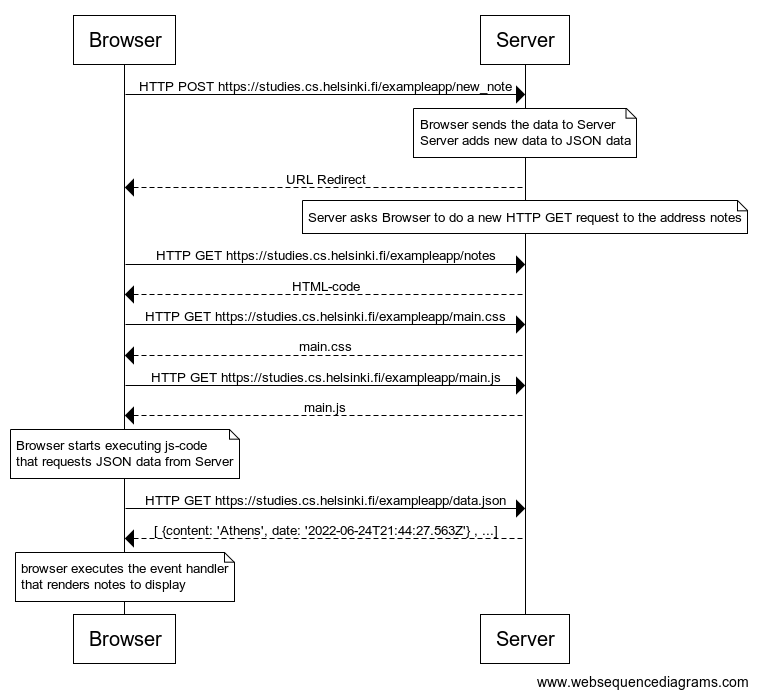 Browser
Server
HTTP POST https://studies.cs.helsinki.fi/exampleapp/new_note
Browser sends the data to Server
Server adds new data to JSON data
URL Redirect
Server asks Browser to do a new HTTP GET request to the address notes
HTTP GET https://studies.cs.helsinki.fi/exampleapp/notes
HTML-code
HTTP GET https://studies.cs.helsinki.fi/exampleapp/main.css
main.css
HTTP GET https://studies.cs.helsinki.fi/exampleapp/main.js
main.js
Browser starts executing js-code
that requests JSON data from Server
HTTP GET https://studies.cs.helsinki.fi/exampleapp/data.json
[ {content: 'Athens', date: '2022-06-24T21:44:27.563Z'} , ...]
browser executes the event handler
that renders notes to display
Browser
Server
www.websequencediagrams.com